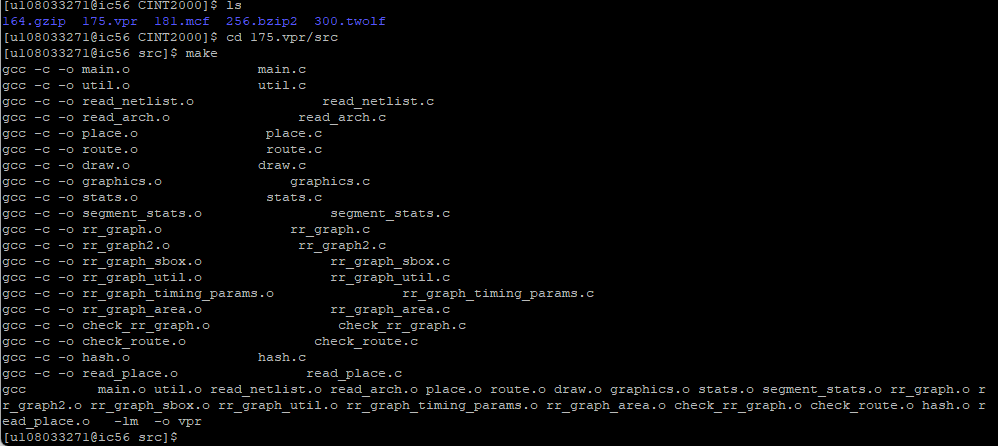 [u108033271@ic56 CINT2000]$ ls
164.gzip  175.vpr  181.mcf  256.bzip2  300.twolf
[u108033271@ic56 CINT2000]$ cd 175.vpr/src
[u108033271@ic56 src]$ make
gcc -c -o main.o                main.c
gcc -c -o util.o                util.c
gcc -c -o read_netlist.o                read_netlist.c
gcc -c -o read_arch.o                read_arch.c
gcc -c -o place.o                place.c
gcc -c -o route.o                route.c
gcc -c -o draw.o                draw.c
gcc -c -o graphics.o                graphics.c
gcc -c -o stats.o                stats.c
gcc -c -o segment_stats.o                segment_stats.c
gcc -c -o rr_graph.o                rr_graph.c
gcc -c -o rr_graph2.o                rr_graph2.c
gcc -c -o rr_graph_sbox.o                rr_graph_sbox.c
gcc -c -o rr_graph_util.o                rr_graph_util.c
gcc -c -o rr_graph_timing_params.o                rr_graph_timing_params.c
gcc -c -o rr_graph_area.o                rr_graph_area.c
gcc -c -o check_rr_graph.o                check_rr_graph.c
gcc -c -o check_route.o                check_route.c
gcc -c -o hash.o                hash.c
gcc -c -o read_place.o                read_place.c
gcc         main.o util.o read_netlist.o read_arch.o place.o route.o draw.o graphics.o stats.o segment_stats.o rr_graph.o r
r_graph2.o rr_graph_sbox.o rr_graph_util.o rr_graph_timing_params.o rr_graph_area.o check_rr_graph.o check_route.o hash.o r
ead_place.o   -lm  -o vpr
[u108033271@ic56 src]$